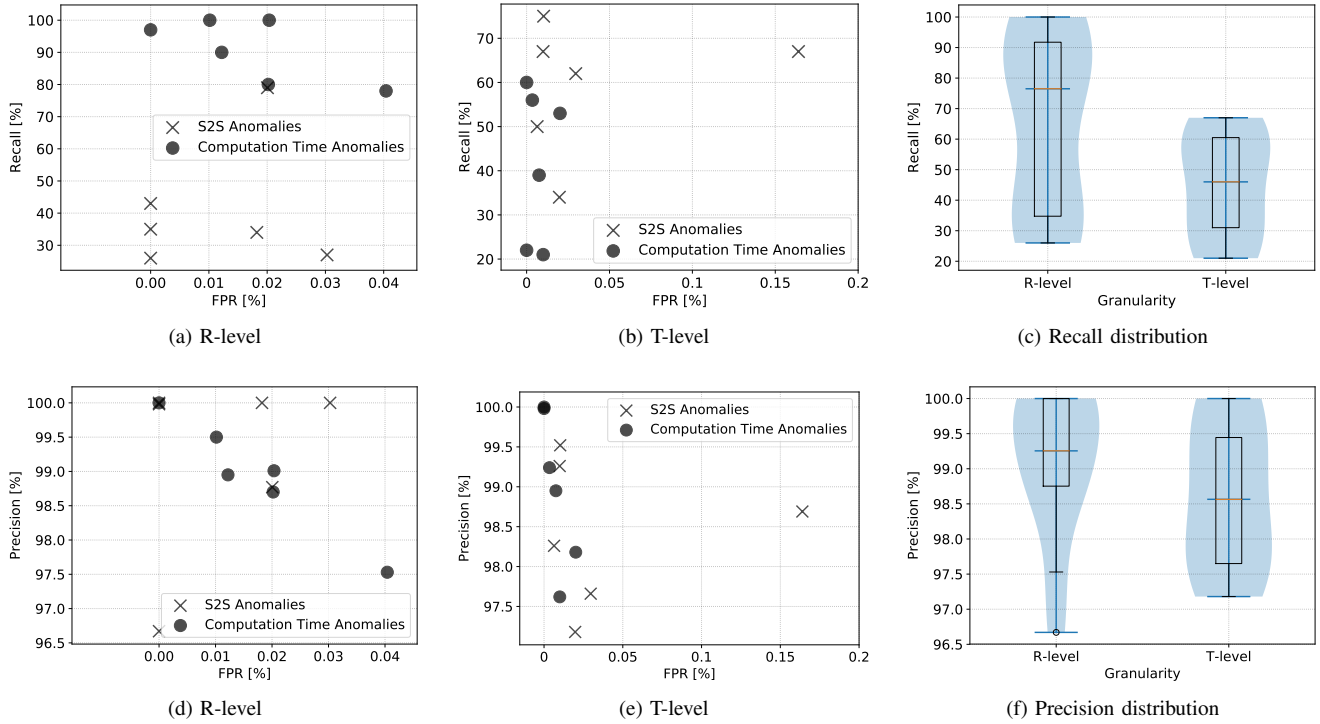 100
90
80
70
60
50
40
30
Recall [%]
S2S Anomalies
Computation Time Anomalies
0.00
0.01
0.02
0.03
0.04
FPR [%]
(a) R-level
70
60
50
40
30
20
Recall [%]
S2S Anomalies
Computation Time Anomalies
0
0.05
0.1
0.15
0.2
FPR [%]
(b) T-level
100
90
80
70
60
50
40
30
20
Recall [%]
R-level
T-level
Granularity
(c) Recall distribution
100.0
99.5
99.0
98.5
98.0
97.5
97.0
96.5
Precision [%]
S2S Anomalies
Computation Time Anomalies
0.00
0.01
0.02
0.03
0.04
FPR [%]
(d) R-level
100.0
99.5
99.0
98.5
98.0
97.5
Precision [%]
S2S Anomalies
Computation Time Anomalies
0
0.05
0.1
0.15
0.2
FPR [%]
(e) T-level
100.0
99.5
99.0
98.5
98.0
97.5
97.0
96.5
Precision [%]
R-level
T-level
Granularity
(f) Precision distribution